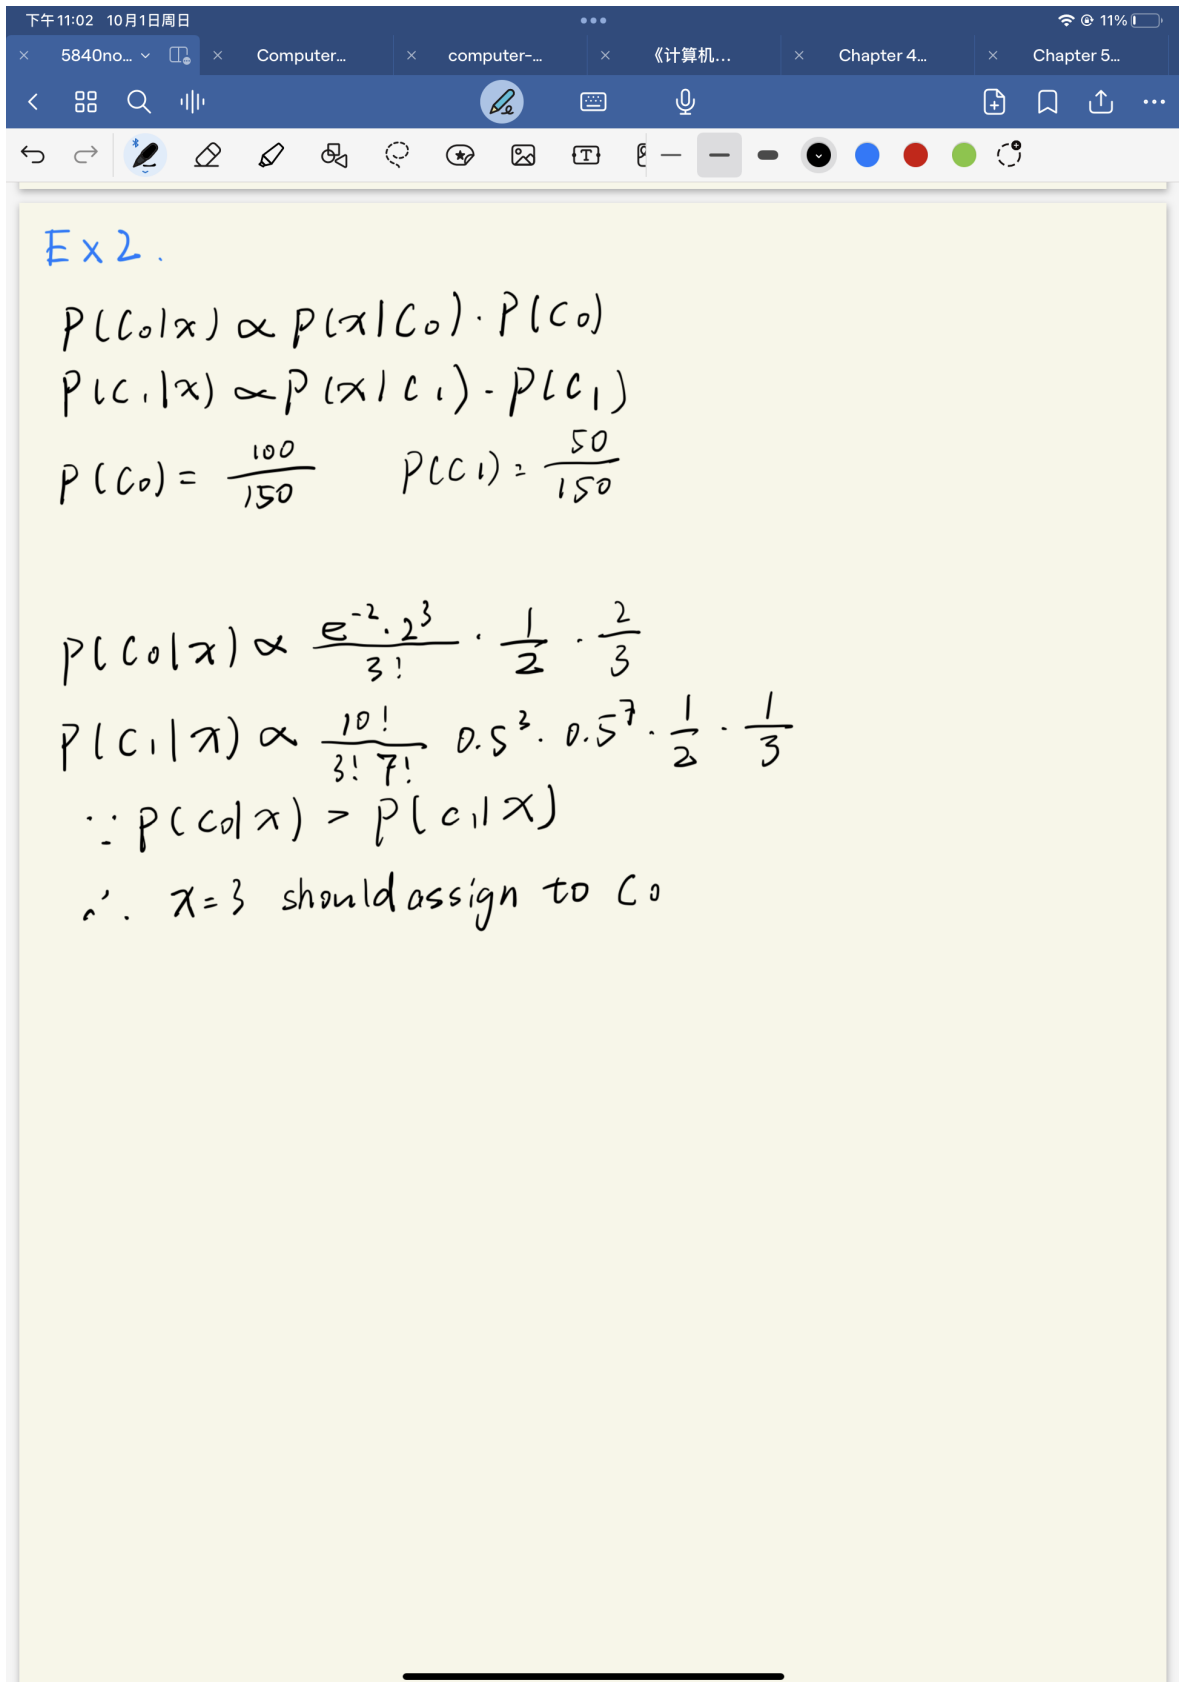 下午11:02 10月1日周日
11%
5840no... Computer... computer-... 《计算机... Chapter 4... Chapter 5...
T
Ex2.
P(C₀|x) ∝ P(x|C₀)·P(C₀)
P(C₁|x) ∝ P(x|C₁)·P(C₁)
P(C₀) = 100/150 P(C₁) = 50/150
P(C₀|x) ∝ e⁻²·2³/3! · 1/2 · 2/3
P(C₁|x) ∝ 10!/3!7! 0.5³·0.5⁷·1/2·1/3
∵ P(C₀|x) > P(C₁|x)
∴ x=3 should assign to C₀